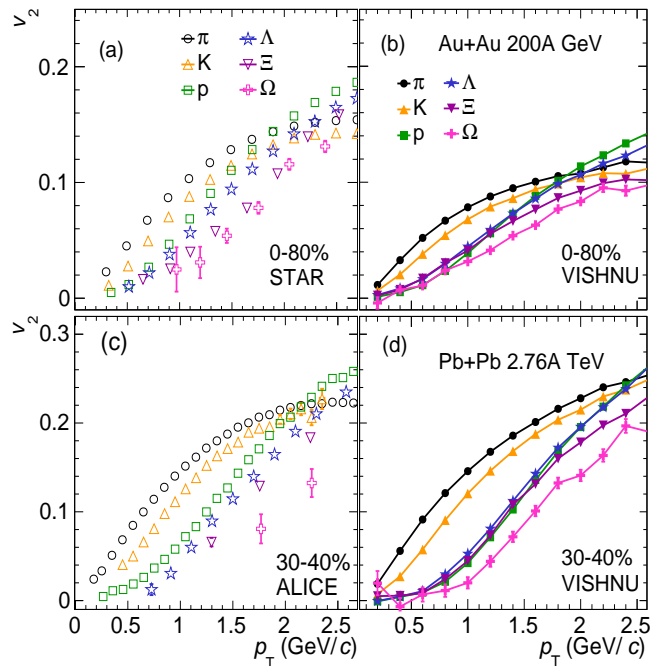 v2
(a)
π
K
p
Λ
Ξ
Ω
0-80%
STAR
0.2
0.1
0
(b)
Au+Au 200A GeV
π
K
p
Λ
Ξ
Ω
0-80%
VISHNU
v2
(c)
30-40%
ALICE
0.3
0.2
0.1
0
(d)
Pb+Pb 2.76A TeV
30-40%
VISHNU
0 0.5 1 1.5 2 2.5
0.5 1 1.5 2 2.5
pT (GeV/c)
pT (GeV/c)